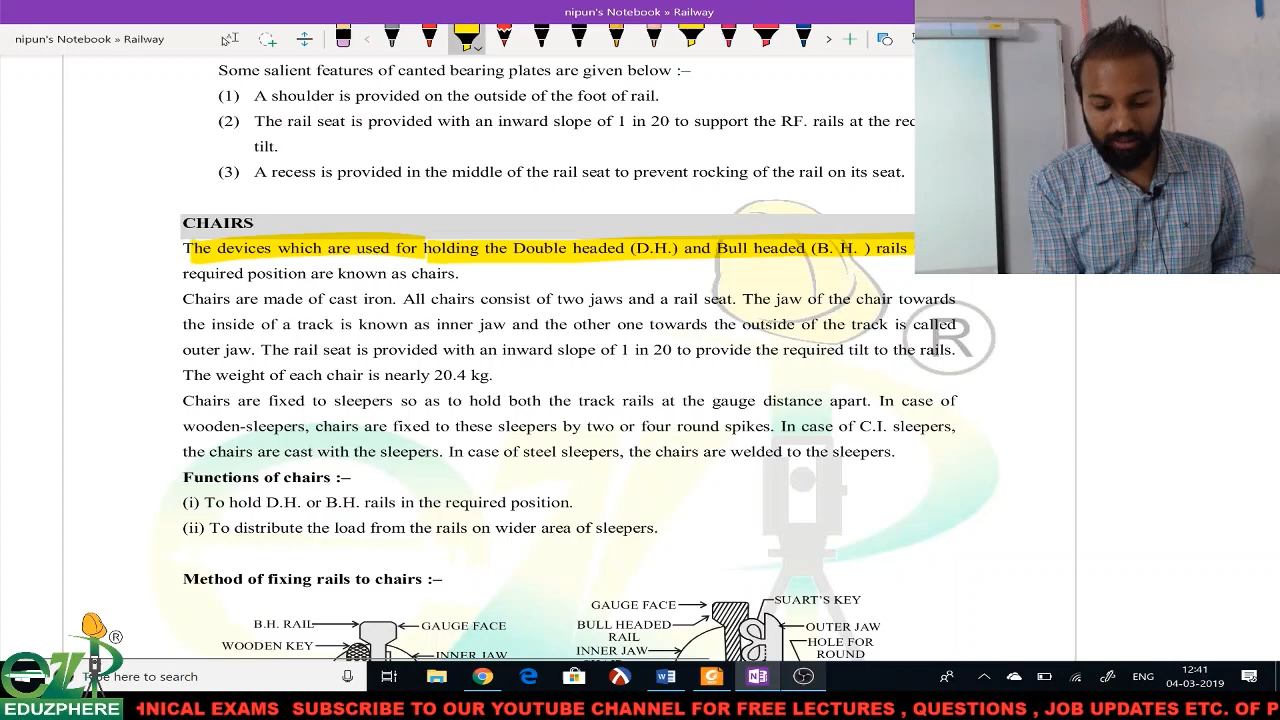 nipun's Notebook » Railway
nipun's Notebook » Railway
Some salient features of canted bearing plates are given below :–
(1) A shoulder is provided on the outside of the foot of rail.
(2) The rail seat is provided with an inward slope of 1 in 20 to support the RF. rails at the
tilt.
(3) A recess is provided in the middle of the rail seat to prevent rocking of the rail on its seat.
CHAIRS
The devices which are used for holding the Double headed (D.H.) and Bull headed (B. H. ) rails
required position are known as chairs.
Chairs are made of cast iron. All chairs consist of two jaws and a rail seat. The jaw of the chair towards
the inside of a track is known as inner jaw and the other one towards the outside of the track is called
outer jaw. The rail seat is provided with an inward slope of 1 in 20 to provide the required tilt to the rails.
The weight of each chair is nearly 20.4 kg.
Chairs are fixed to sleepers so as to hold both the track rails at the gauge distance apart. In case of
wooden-sleepers, chairs are fixed to these sleepers by two or four round spikes. In case of C.I. sleepers,
the chairs are cast with the sleepers. In case of steel sleepers, the chairs are welded to the sleepers.
Functions of chairs :–
(i) To hold D.H. or B.H. rails in the required position.
(ii) To distribute the load from the rails on wider area of sleepers.
Method of fixing rails to chairs :–
B.H. RAIL
GAUGE FACE
WOODEN KEY
INNER JAW
GAUGE FACE
SUART'S KEY
BULL HEADED
RAIL
OUTER JAW
INNER JAW
HOLE FOR
ROUND
®
®
ez
Type here to search
ENG
12:41
04-03-2019
EDUZPHERE
HNICAL EXAMS SUBSCRIBE TO OUR YOUTUBE CHANNEL FOR FREE LECTURES , QUESTIONS , JOB UPDATES ETC. OF